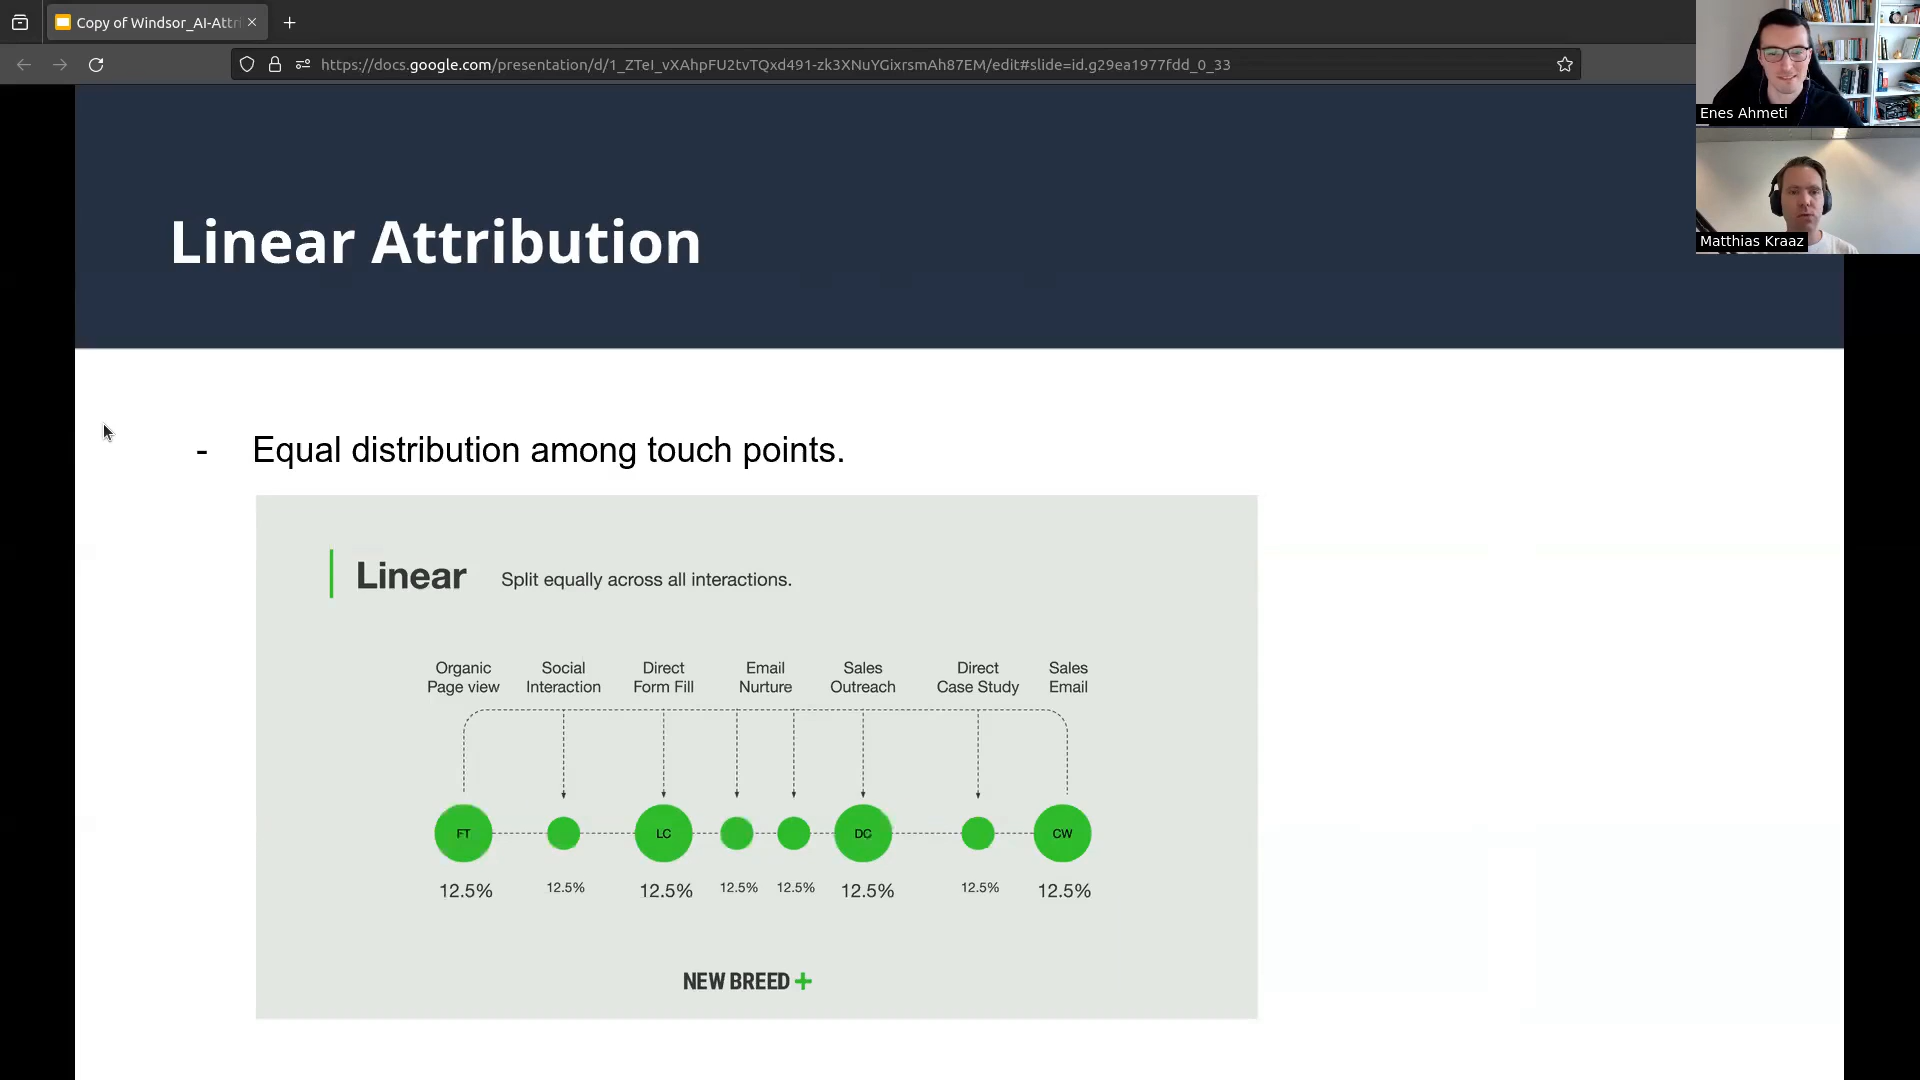 Copy of Windsor_AI-Attri
https://docs.google.com/presentation/d/1_ZTeI_vXAhpFU2tvTQxd491-zk3XNuYGixrsmAh87EM/edit#slide=id.g29ea1977fdd_0_33
Enes Ahmeti
Matthias Kraaz
Linear Attribution
- Equal distribution among touch points.
Linear Split equally across all interactions.
Organic Social Direct Email Sales Direct Sales
Page view Interaction Form Fill Nurture Outreach Case Study Email
FT LC DC CW
12.5% 12.5% 12.5% 12.5% 12.5% 12.5% 12.5% 12.5%
NEW BREED +